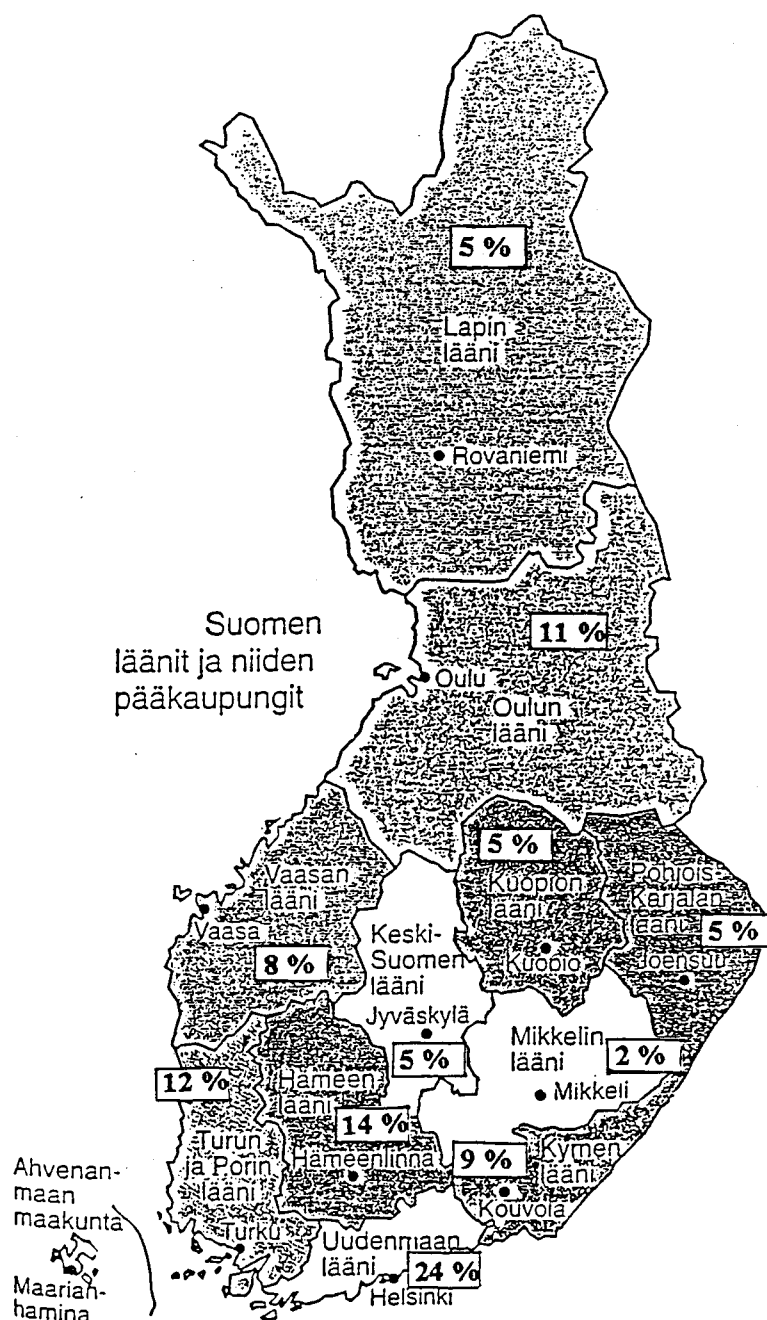 5 %
Lapin
lääni
Rovaniemi
Suomen
läänit ja niiden
pääkaupungit
11 %
Oulu
Oulun
lääni
5 %
Kuopion
lääni
Kuopio
Pohjois-
Karjalan
lääni
5 %
Joensuu
Vaasan
lääni
Vaasa
8 %
Keski-
Suomen
lääni
Jyväskylä
5 %
Mikkelin
lääni
2 %
Mikkeli
12 %
Hämeen
lääni
14 %
Hämeenlinna
Turun
ja Porin
lääni
Turku
9 %
Kymen
lääni
Kouvola
Ahvenan-
maan
maakunta
Maarian-
hamina
Uudenmaan
lääni
24 %
Helsinki